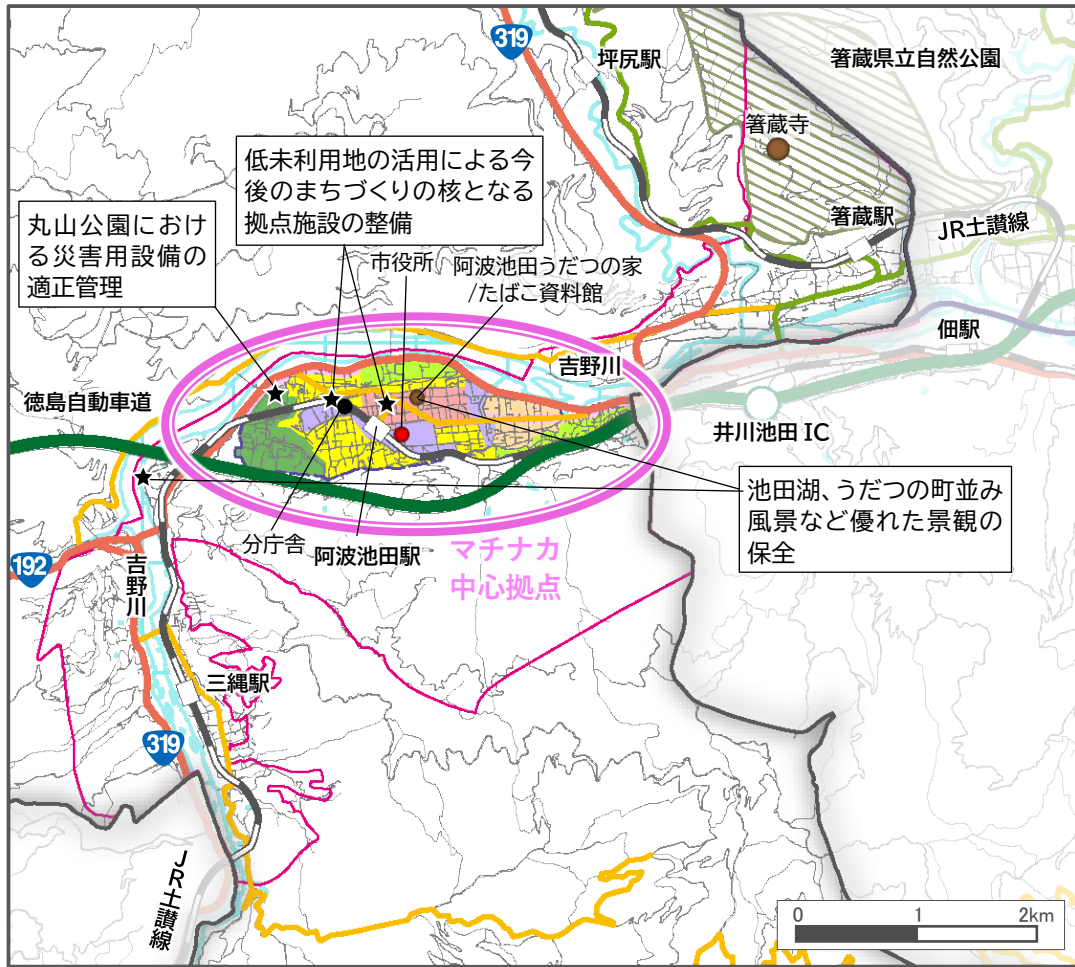 319
坪尻駅
箸蔵県立自然公園
箸蔵寺
低未利用地の活用による今
後のまちづくりの核となる
拠点施設の整備
丸山公園におけ
る災害用設備の
適正管理
箸蔵駅
JR土讃線
市役所
阿波池田うだつの家
/たばこ資料館
佃駅
吉野川
徳島自動車道
井川池田IC
池田湖、うだつの町並み
風景など優れた景観の
保全
分庁舎
阿波池田駅
マチナカ
中心拠点
192
吉野川
三縄駅
319
JR土讃線
0 1 2km